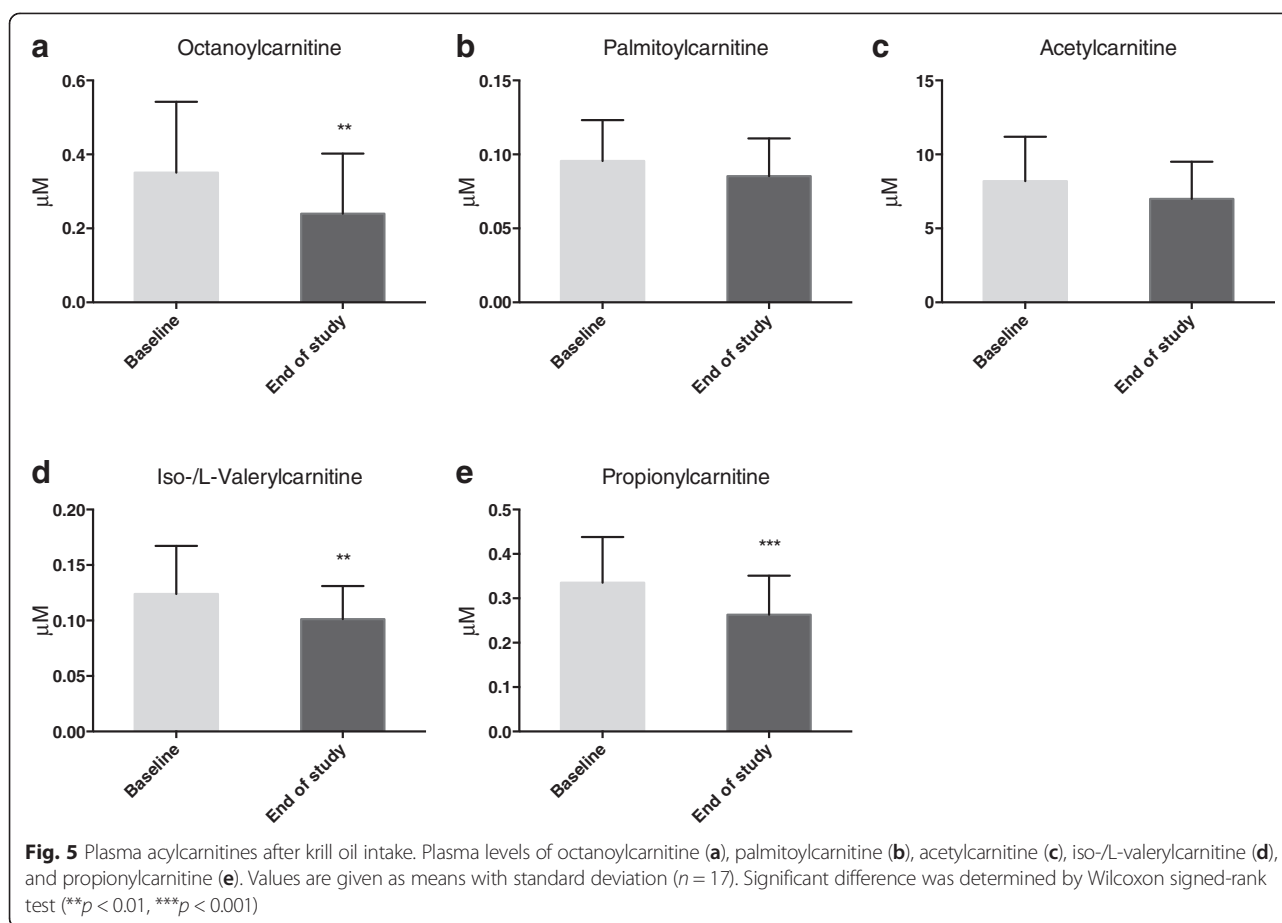 a
Octanoylcarnitine
0.6
0.4
0.2
0.0
μM
**
Baseline
End of study
b
Palmitoylcarnitine
0.15
0.10
0.05
0.00
μM
Baseline
End of study
c
Acetylcarnitine
15
10
5
0
μM
Baseline
End of study
d
Iso-/L-Valerylcarnitine
0.20
0.15
0.10
0.05
0.00
μM
**
Baseline
End of study
e
Propionylcarnitine
0.5
0.4
0.3
0.2
0.1
0.0
μM
***
Baseline
End of study
Fig. 5 Plasma acylcarnitines after krill oil intake. Plasma levels of octanoylcarnitine (a), palmitoylcarnitine (b), acetylcarnitine (c), iso-/L-valerylcarnitine (d),
and propionylcarnitine (e). Values are given as means with standard deviation (n = 17). Significant difference was determined by Wilcoxon signed-rank
test (**p < 0.01, ***p < 0.001)